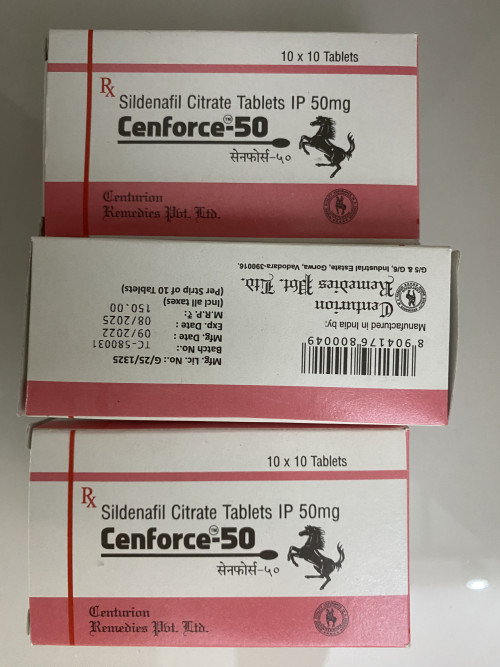 10 x 10 Tablets
Rx
Sildenafil Citrate Tablets IP 50mg
Cenforce™-50
सेनफोर्स-५०
Centurion
Remedies Pvt. Ltd.
Mfg. Lic. No.: G/25/1325
Batch No.: TC-580031
Mfg. Date : 09/2022
Exp. Date : 08/2025
M.R.P.₹: 150.00
(Incl all taxes)
(Per Strip of 10 Tablets)
8 904176 800049
Manufactured in India by:
Centurion
Remedies Pvt. Ltd.
G/5 & G/6, Industrial Estate, Gorwa, Vadodara-390016.
10 x 10 Tablets
Rx
Sildenafil Citrate Tablets IP 50mg
Cenforce™-50
सेनफोर्स-५०
Centurion
Remedies Pvt. Ltd.